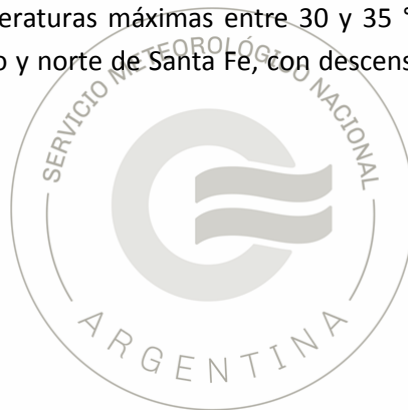 eraturas máximas entre 30 y 35 °
o y norte de Santa Fe, con descens
SERVICIO METEOROLÓGICO NACIONAL
ARGENTINA